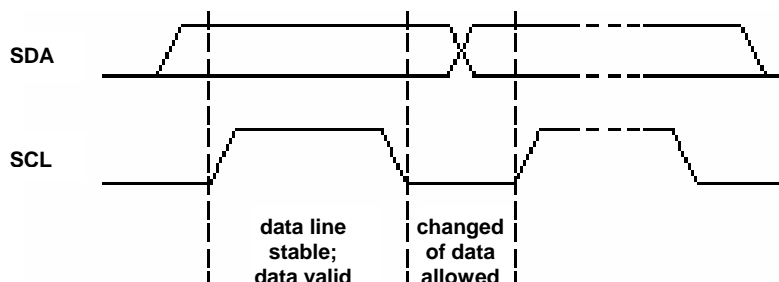 SDA
SCL
data line
stable;
data valid
changed
of data
allowed